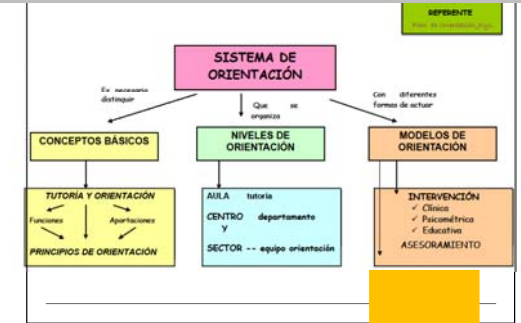 REFERENTE
SISTEMA DE
ORIENTACIÓN
Es necesario
distinguir
Que se
organiza
Con diferentes
formas de actuar
CONCEPTOS BÁSICOS
NIVELES DE
ORIENTACIÓN
MODELOS DE
ORIENTACIÓN
TUTORÍA Y ORIENTACIÓN
Funciones Aportaciones
PRINCIPIOS DE ORIENTACIÓN
AULA tutoría
CENTRO departamento
Y
SECTOR -- equipo orientación
INTERVENCIÓN
✓ Clínica
✓ Psicométrica
✓ Educativa
ASESORAMIENTO